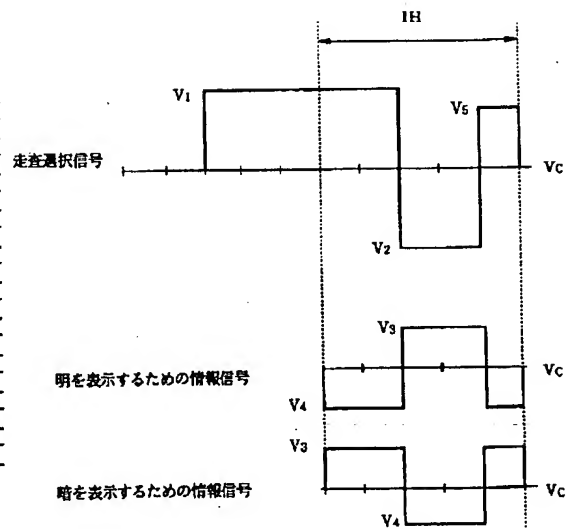 1H
V1
V5
走査選択信号
VC
V2
V3
明を表示するための情報信号
VC
V4
V3
暗を表示するための情報信号
VC
V4